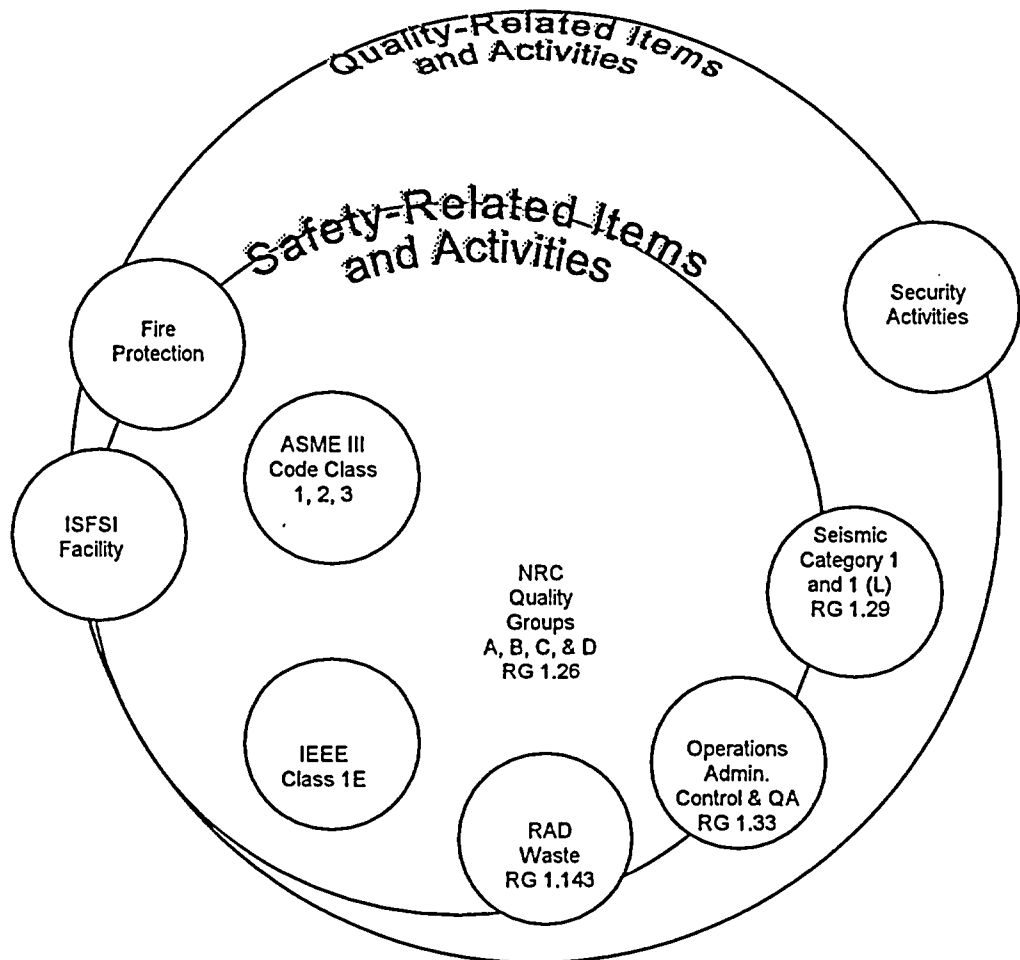 Quality-Related Items
and Activities
Safety-Related Items
and Activities
Security
Activities
Fire
Protection
ASME III
Code Class
1, 2, 3
ISFSI
Facility
Seismic
Category 1
and 1 (L)
RG 1.29
NRC
Quality
Groups
A, B, C, & D
RG 1.26
IEEE
Class 1E
Operations
Admin.
Control & QA
RG 1.33
RAD
Waste
RG 1.143